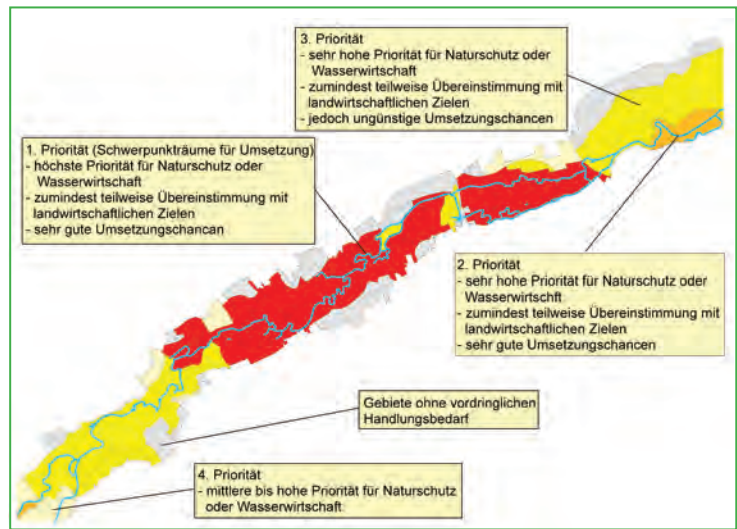 3. Priorität
- sehr hohe Priorität für Naturschutz oder
Wasserwirtschaft
- zumindest teilweise Übereinstimmung mit
landwirtschaftlichen Zielen
- jedoch ungünstige Umsetzungschancen
1. Priorität (Schwerpunkträume für Umsetzung)
- höchste Priorität für Naturschutz oder
Wasserwirtschaft
- zumindest teilweise Übereinstimmung mit
landwirtschaftlichen Zielen
- sehr gute Umsetzungschancan
2. Priorität
- sehr hohe Priorität für Naturschutz oder
Wasserwirtschft
- zumindest teilweise Übereinstimmung mit
landwirtschaftlichen Zielen
- sehr gute Umsetzungschancen
Gebiete ohne vordringlichen
Handlungsbedarf
4. Priorität
- mittlere bis hohe Priorität für Naturschutz
oder Wasserwirtschaft